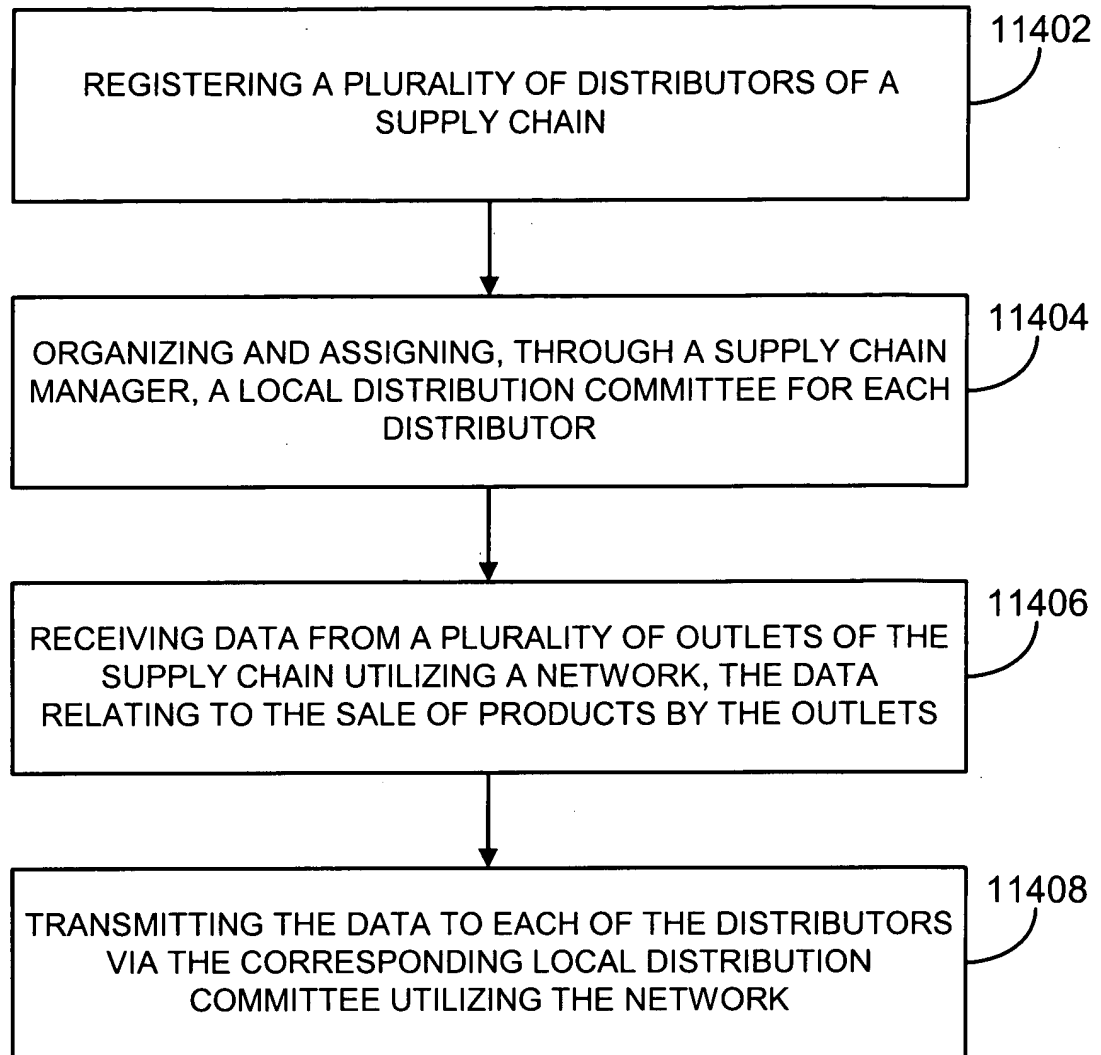 11402
REGISTERING A PLURALITY OF DISTRIBUTORS OF A
SUPPLY CHAIN
11404
ORGANIZING AND ASSIGNING, THROUGH A SUPPLY CHAIN
MANAGER, A LOCAL DISTRIBUTION COMMITTEE FOR EACH
DISTRIBUTOR
11406
RECEIVING DATA FROM A PLURALITY OF OUTLETS OF THE
SUPPLY CHAIN UTILIZING A NETWORK, THE DATA
RELATING TO THE SALE OF PRODUCTS BY THE OUTLETS
11408
TRANSMITTING THE DATA TO EACH OF THE DISTRIBUTORS
VIA THE CORRESPONDING LOCAL DISTRIBUTION
COMMITTEE UTILIZING THE NETWORK